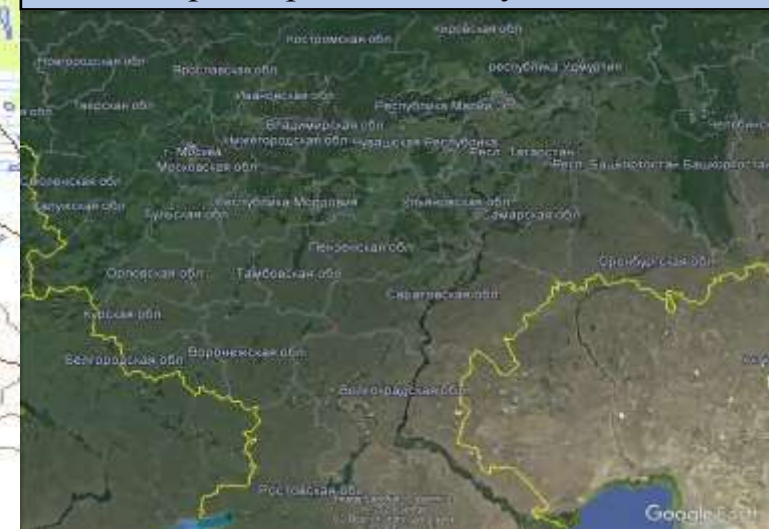 Костромская обл
Кировская обл
Новгородская обл
Ярославская обл
республика Удмуртия
Ивановская обл
Тверская обл
Республика Марий Эл
Владимирская обл
Нижегородская обл
Чувашская Республика
г. Москва
Респ. Татарстан
Московская обл
Респ. Башкортостан
Башкортостан
Смоленская обл
Калужская обл
Тульская обл
Республика Мордовия
Ульяновская обл
Самарская обл
Пензенская обл
Оренбургская обл
Орловская обл
Тамбовская обл
Саратовская обл
Курская обл
Белгородская обл
Воронежская обл
Волгоградская обл
Ростовская обл
Google Earth